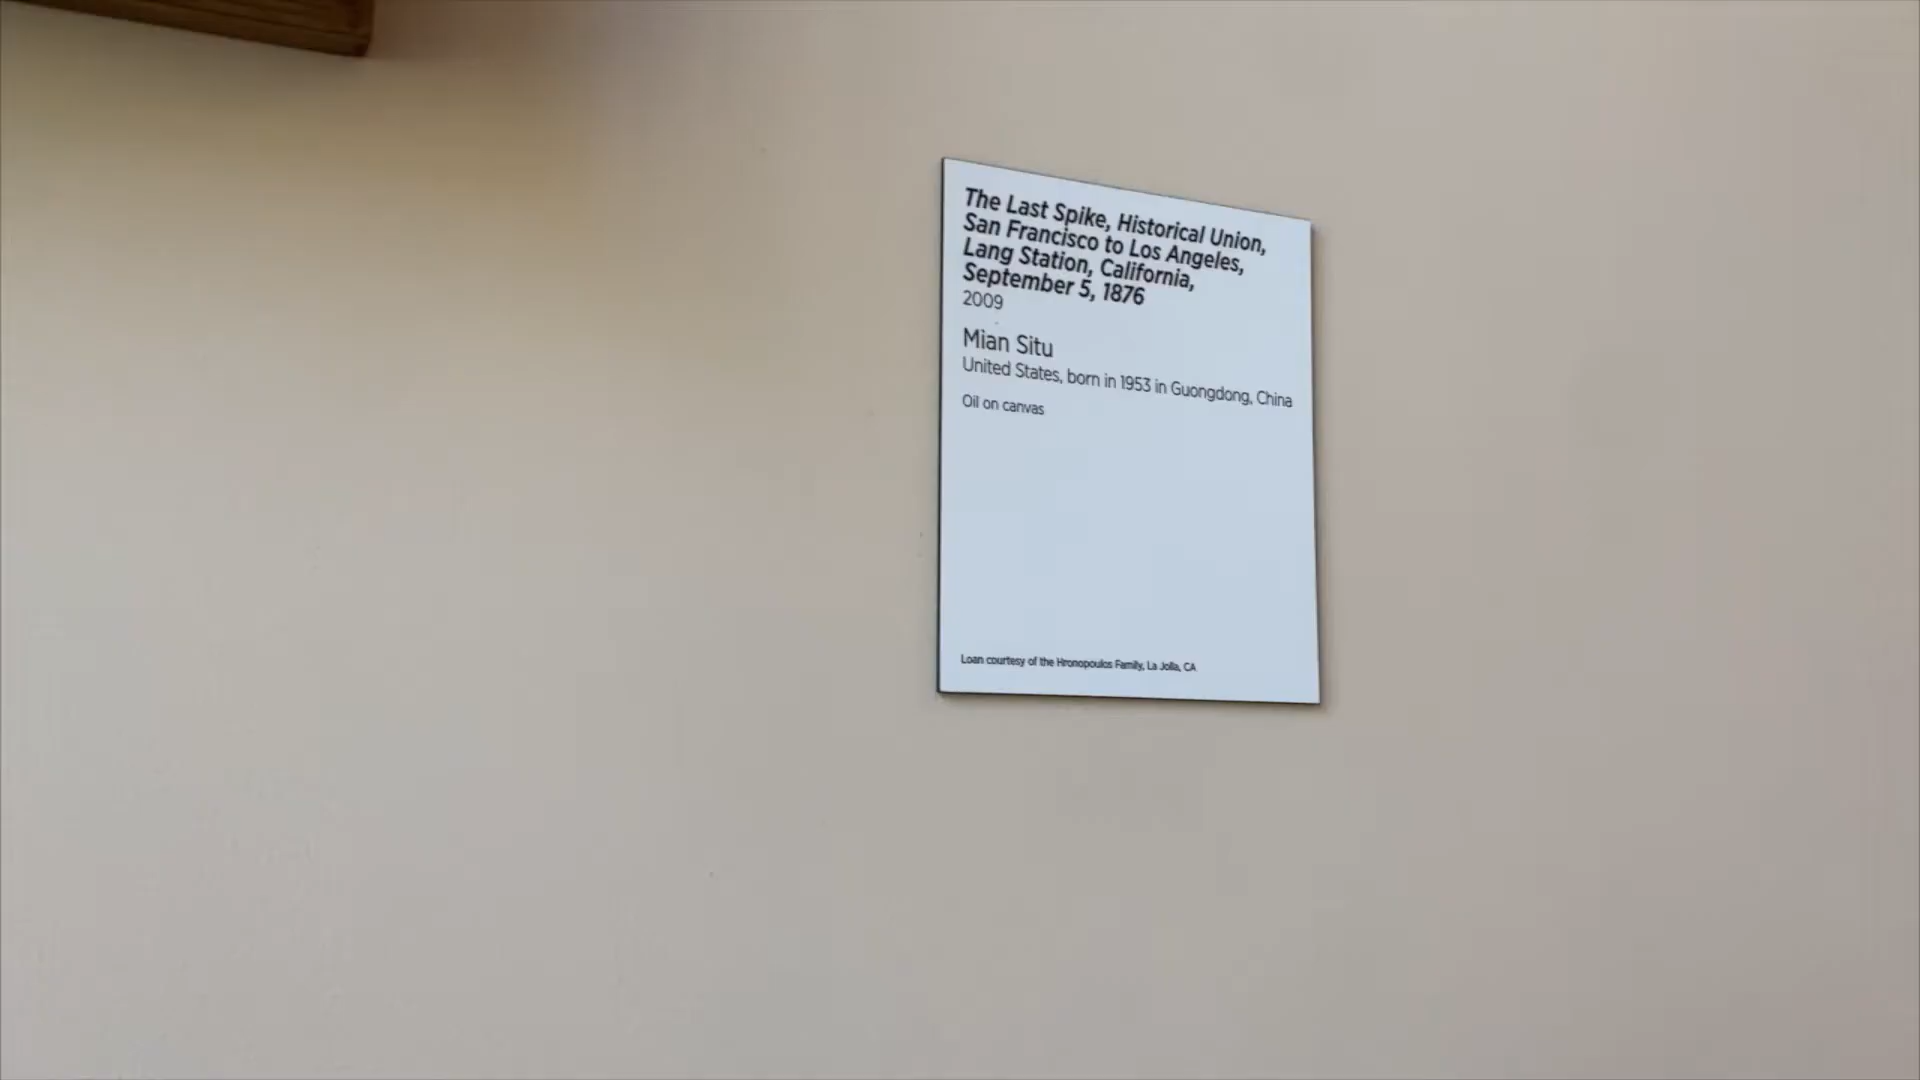 The Last Spike, Historical Union,
San Francisco to Los Angeles,
Lang Station, California,
September 5, 1876
2009
Mian Situ
United States, born in 1953 in Guongdong, China
Oil on canvas
Loan courtesy of the Hronopoulos Family, La Jolla, CA